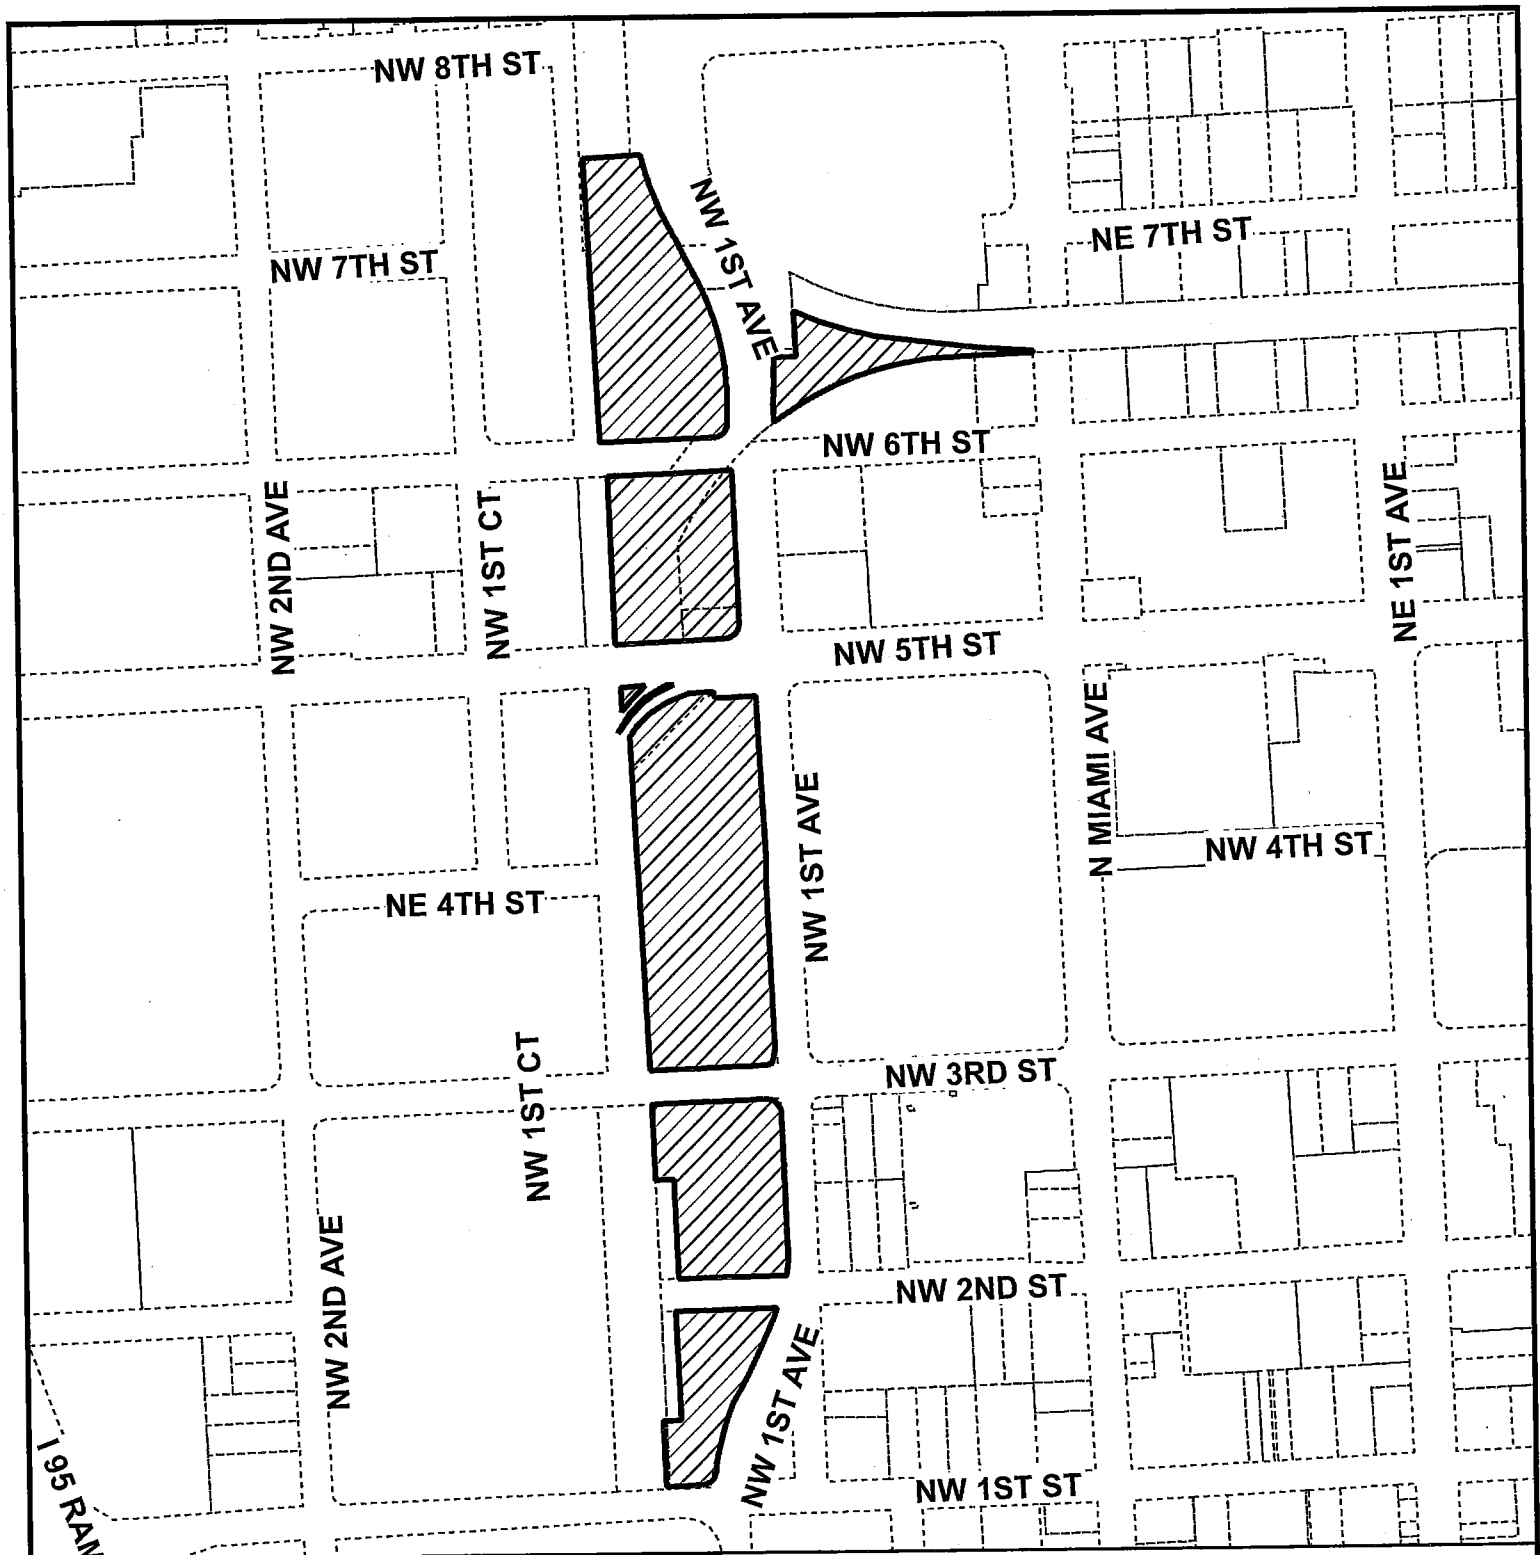 NW 8TH ST
NW 1ST AVE
NE 7TH ST
NW 7TH ST
NW 6TH ST
NW 2ND AVE
NW 1ST CT
NE 1ST AVE
NW 5TH ST
N MIAMI AVE
NW 1ST AVE
NW 4TH ST
NE 4TH ST
NW 3RD ST
NW 1ST CT
NW 2ND AVE
NW 2ND ST
NW 1ST AVE
I 95 RAM
NW 1ST ST